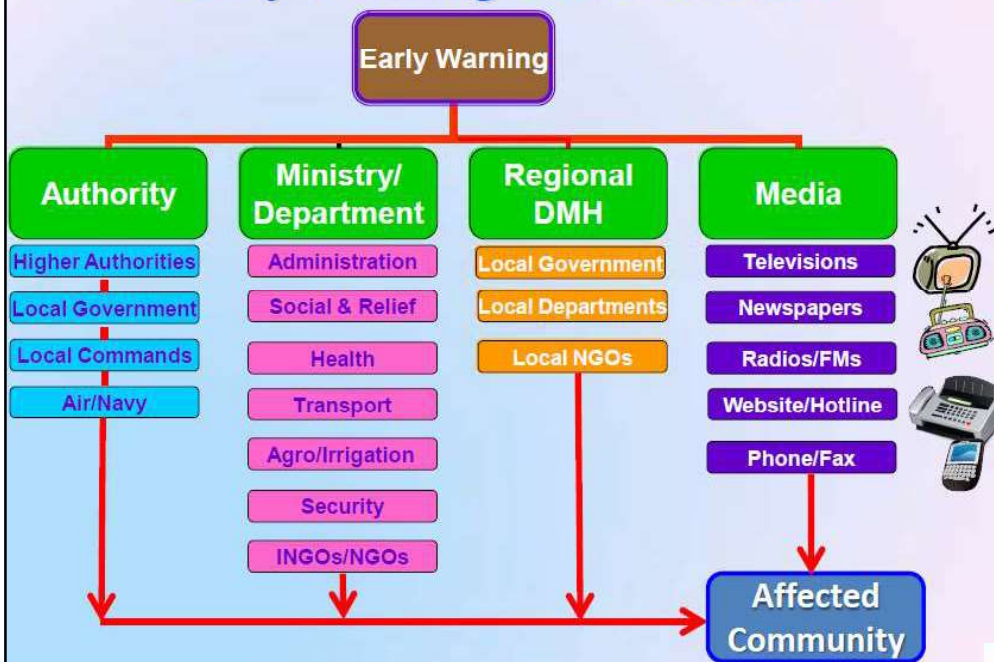 Early Warning
Authority
Higher Authorities
Local Government
Local Commands
Air/Navy
Ministry/
Department
Administration
Social & Relief
Health
Transport
Agro/Irrigation
Security
INGOs/NGOs
Regional
DMH
Local Government
Local Departments
Local NGOs
Media
Televisions
Newspapers
Radios/FMs
Website/Hotline
Phone/Fax
Affected
Community